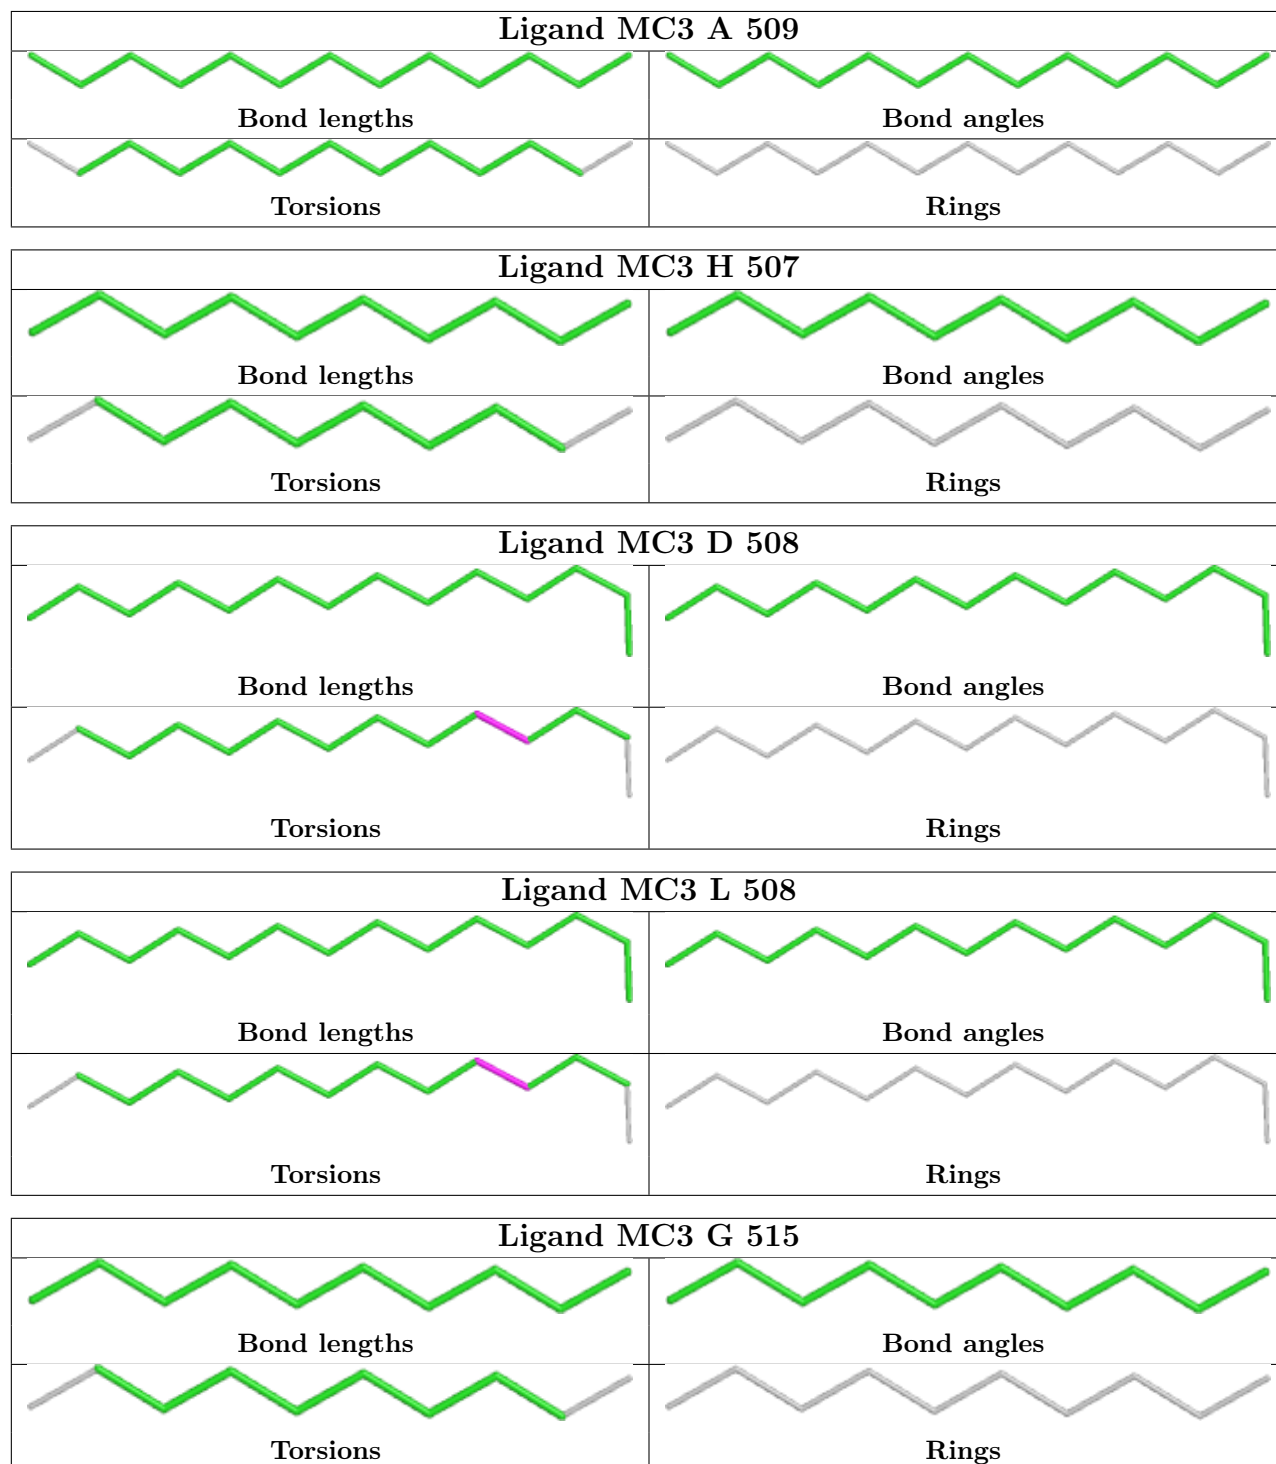 Ligand MC3 A 509
Bond lengths Bond angles
Torsions Rings
Ligand MC3 H 507
Bond lengths Bond angles
Torsions Rings
Ligand MC3 D 508
Bond lengths Bond angles
Torsions Rings
Ligand MC3 L 508
Bond lengths Bond angles
Torsions Rings
Ligand MC3 G 515
Bond lengths Bond angles
Torsions Rings